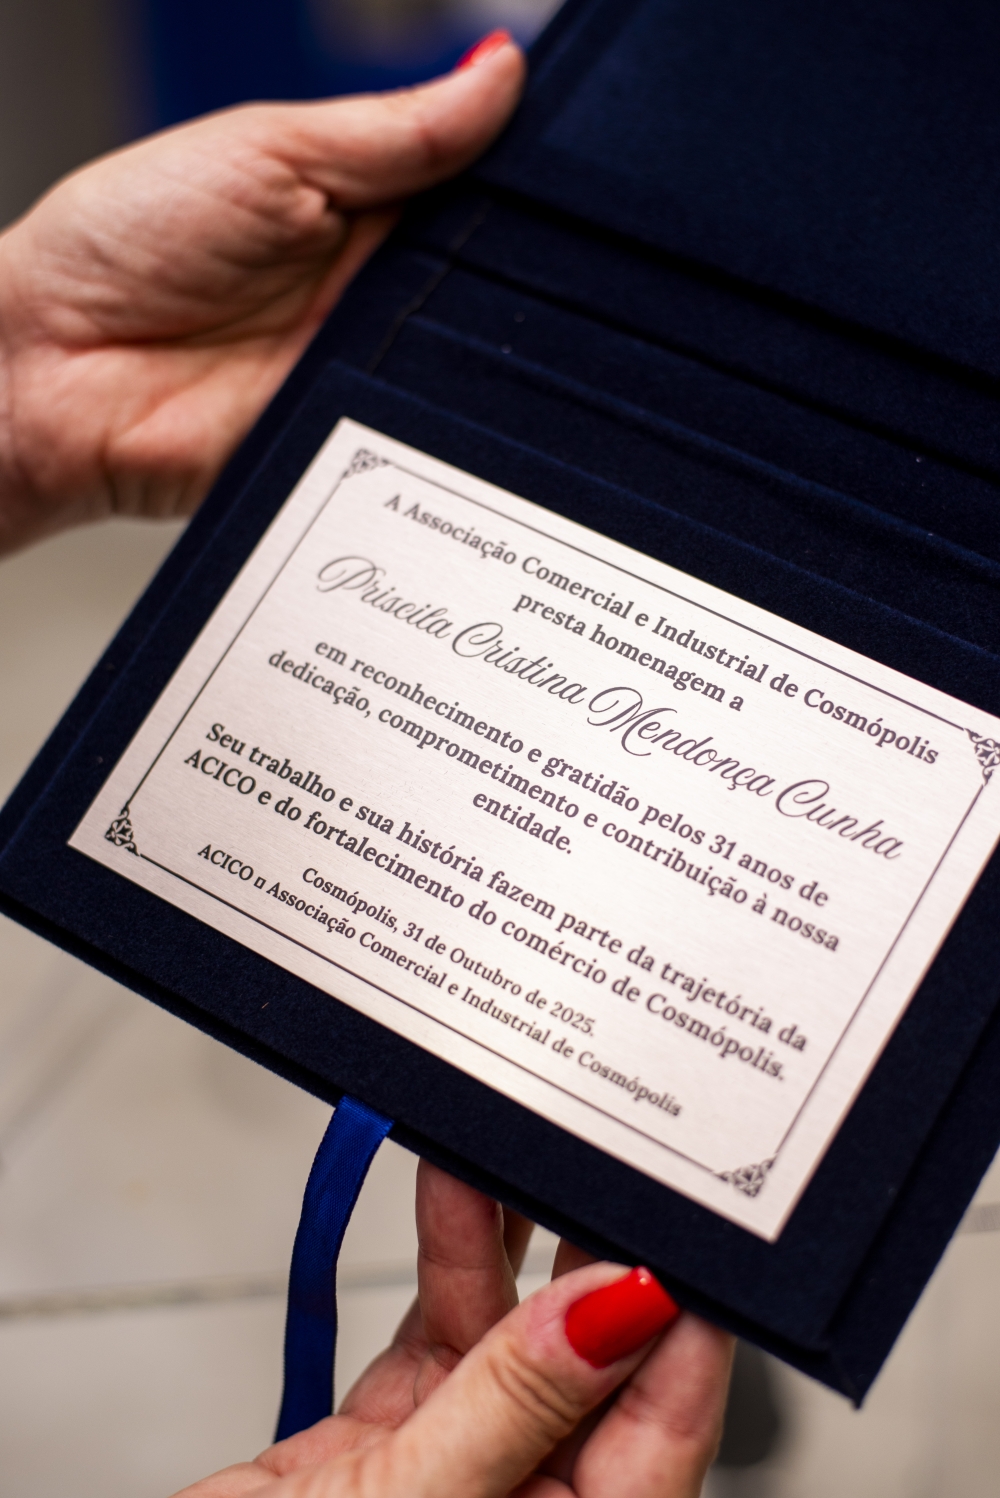 A Associação Comercial e Industrial de Cosmópolis
presta homenagem a
Priscila Cristina Mendonça Cunha
em reconhecimento e gratidão pelos 31 anos de
dedicação, comprometimento e contribuição à nossa
entidade.
Seu trabalho e sua história fazem parte da trajetória da
ACICO e do fortalecimento do comércio de Cosmópolis.
Cosmópolis, 31 de Outubro de 2025.
ACICO ▯ Associação Comercial e Industrial de Cosmópolis